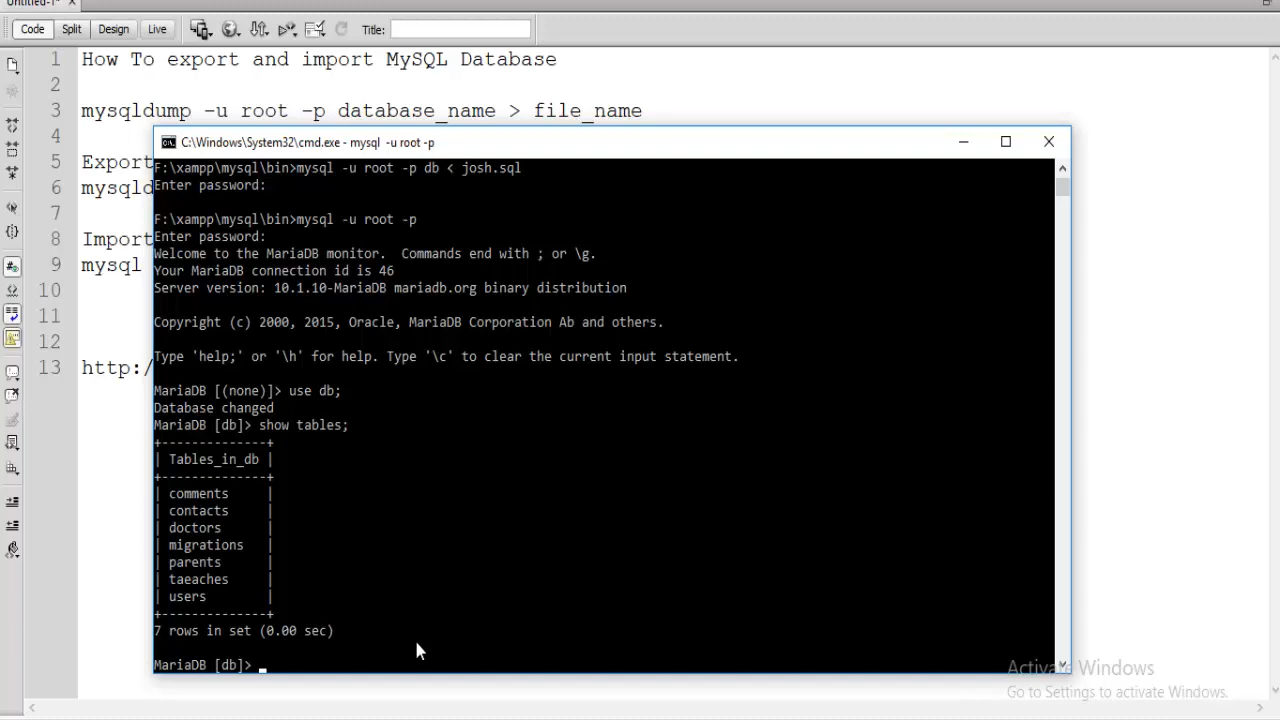 Untitled-1*
Code Split Design Live Title:
1 How To export and import MySQL Database
2
3 mysqldump -u root -p database_name > file_name
4
5 Export
6 mysqld
7
8 Import
9 mysql
10
11
12
13 http:/
C:\Windows\System32\cmd.exe - mysql -u root -p
F:\xampp\mysql\bin>mysql -u root -p db < josh.sql
Enter password:
F:\xampp\mysql\bin>mysql -u root -p
Enter password:
Welcome to the MariaDB monitor. Commands end with ; or \g.
Your MariaDB connection id is 46
Server version: 10.1.10-MariaDB mariadb.org binary distribution
Copyright (c) 2000, 2015, Oracle, MariaDB Corporation Ab and others.
Type 'help;' or '\h' for help. Type '\c' to clear the current input statement.
MariaDB [(none)]> use db;
Database changed
MariaDB [db]> show tables;
+--------------+
| Tables_in_db |
+--------------+
| comments |
| contacts |
| doctors |
| migrations |
| parents |
| taeaches |
| users |
+--------------+
7 rows in set (0.00 sec)
MariaDB [db]>
Activate Windows
Go to Settings to activate Windows.